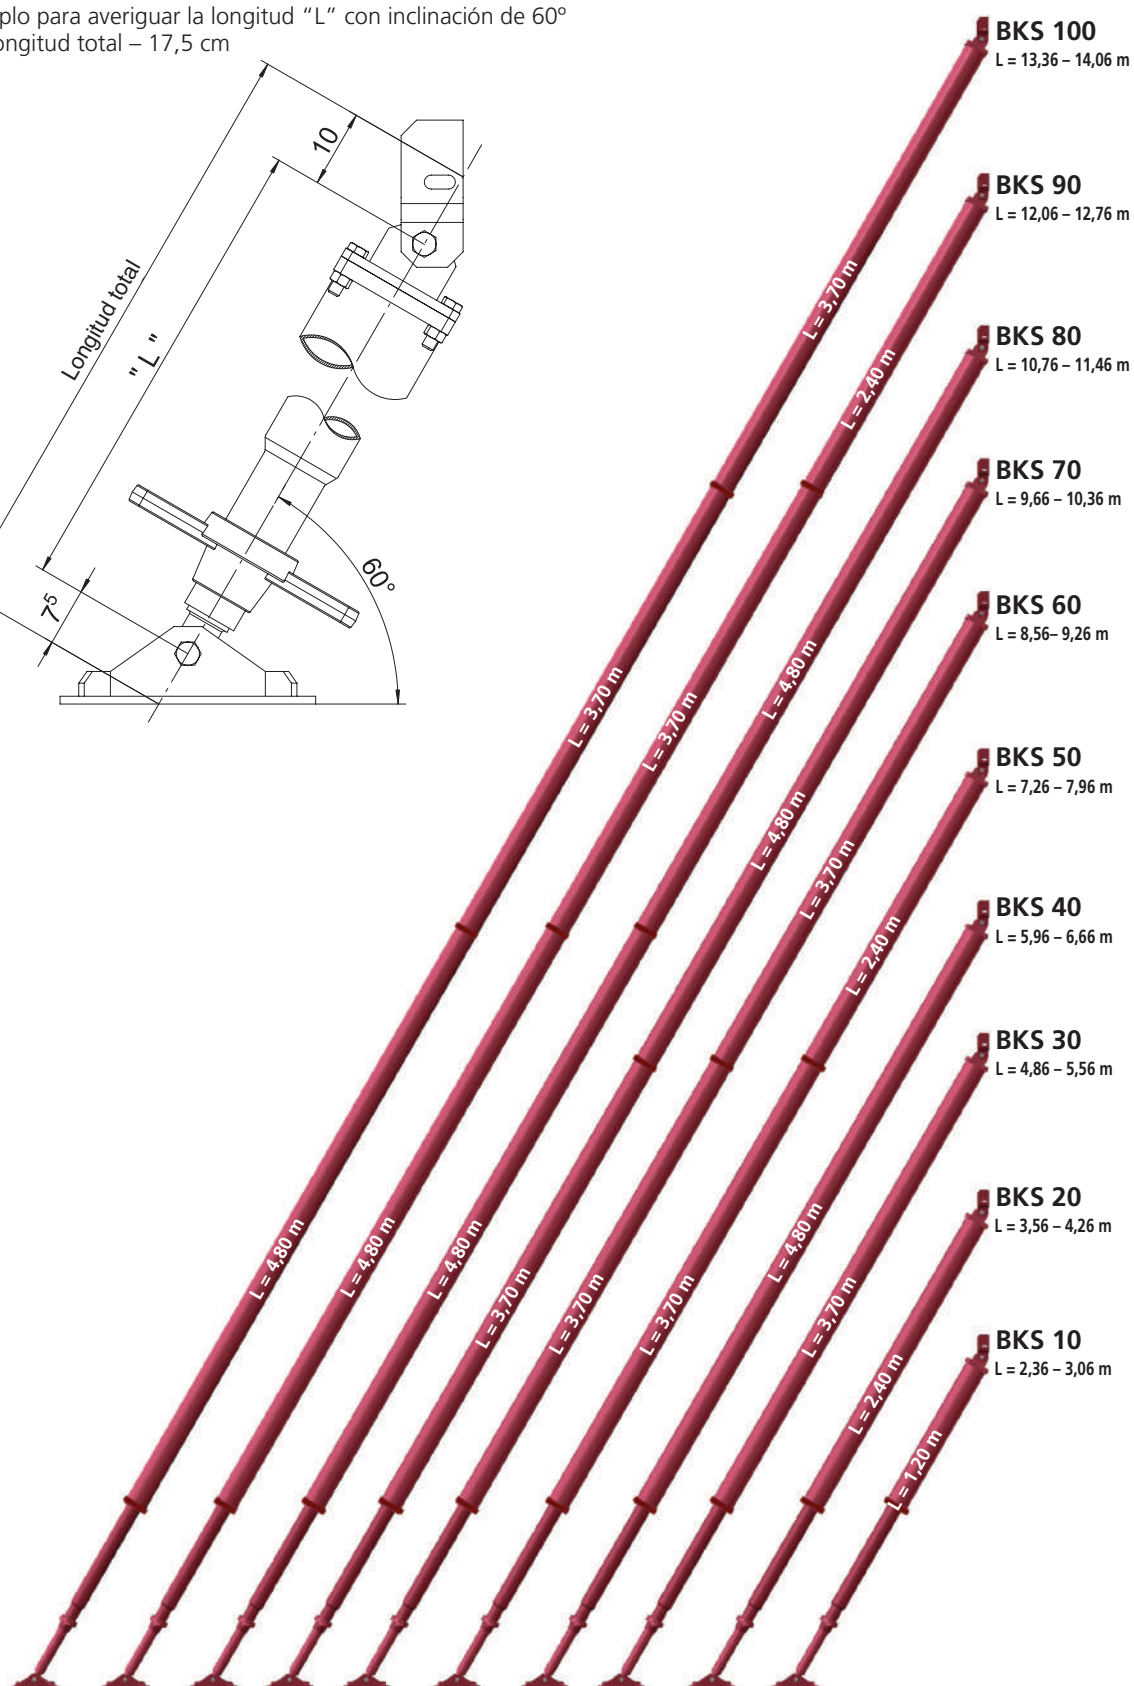 plo para averiguar la longitud “L” con inclinación de 60º
ongitud total – 17,5 cm
10
Longitud total
" L "
7⁵
60°
BKS 100
L = 13,36 – 14,06 m
BKS 90
L = 12,06 – 12,76 m
BKS 80
L = 10,76 – 11,46 m
BKS 70
L = 9,66 – 10,36 m
BKS 60
L = 8,56– 9,26 m
BKS 50
L = 7,26 – 7,96 m
BKS 40
L = 5,96 – 6,66 m
BKS 30
L = 4,86 – 5,56 m
BKS 20
L = 3,56 – 4,26 m
BKS 10
L = 2,36 – 3,06 m
L = 3,70 m
L = 2,40 m
L = 3,70 m
L = 3,70 m
L = 4,80 m
L = 4,80 m
L = 3,70 m
L = 2,40 m
L = 4,80 m
L = 4,80 m
L = 4,80 m
L = 3,70 m
L = 3,70 m
L = 3,70 m
L = 4,80 m
L = 3,70 m
L = 2,40 m
L = 1,20 m